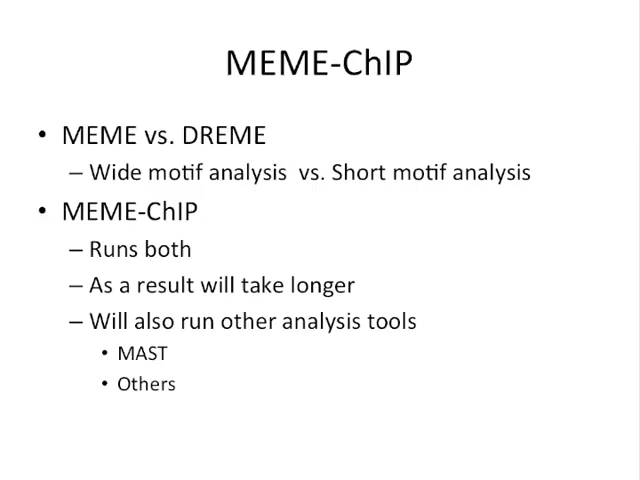 MEME-ChIP
• MEME vs. DREME
– Wide motif analysis vs. Short motif analysis
• MEME-ChIP
– Runs both
– As a result will take longer
– Will also run other analysis tools
• MAST
• Others